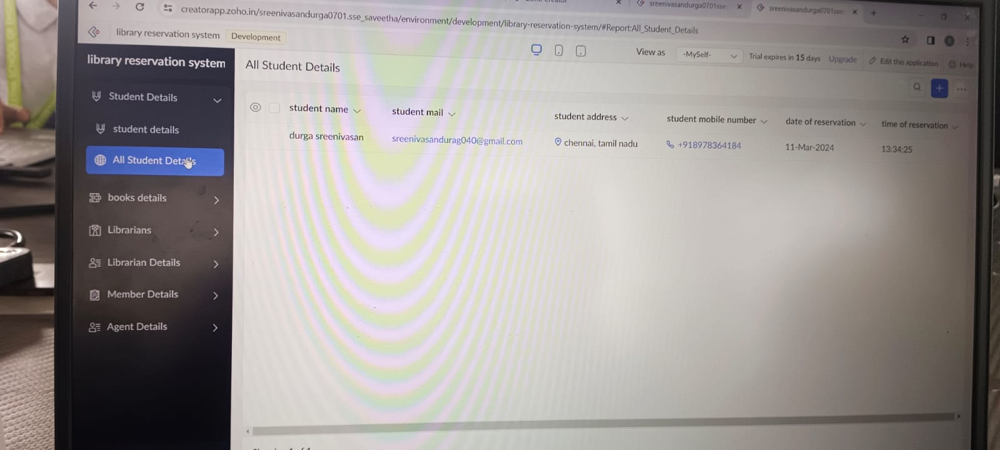 sreenivasandurga0701sse
sreenivasandurga0701sse
creatorapp.zoho.in/sreenivasandurga0701.sse_saveetha/environment/development/library-reservation-system/#Report:All_Student_Details
library reservation system Development
View as -MySelf- Trial expires in 15 days Upgrade Edit this application Help
library reservation system
All Student Details
Student Details
student details
All Student Details
books details
Librarians
Librarian Details
Member Details
Agent Details
student name student mail student address student mobile number date of reservation time of reservation
durga sreenivasan sreenivasandurag040@gmail.com chennai, tamil nadu +918978364184 11-Mar-2024 13:34:25